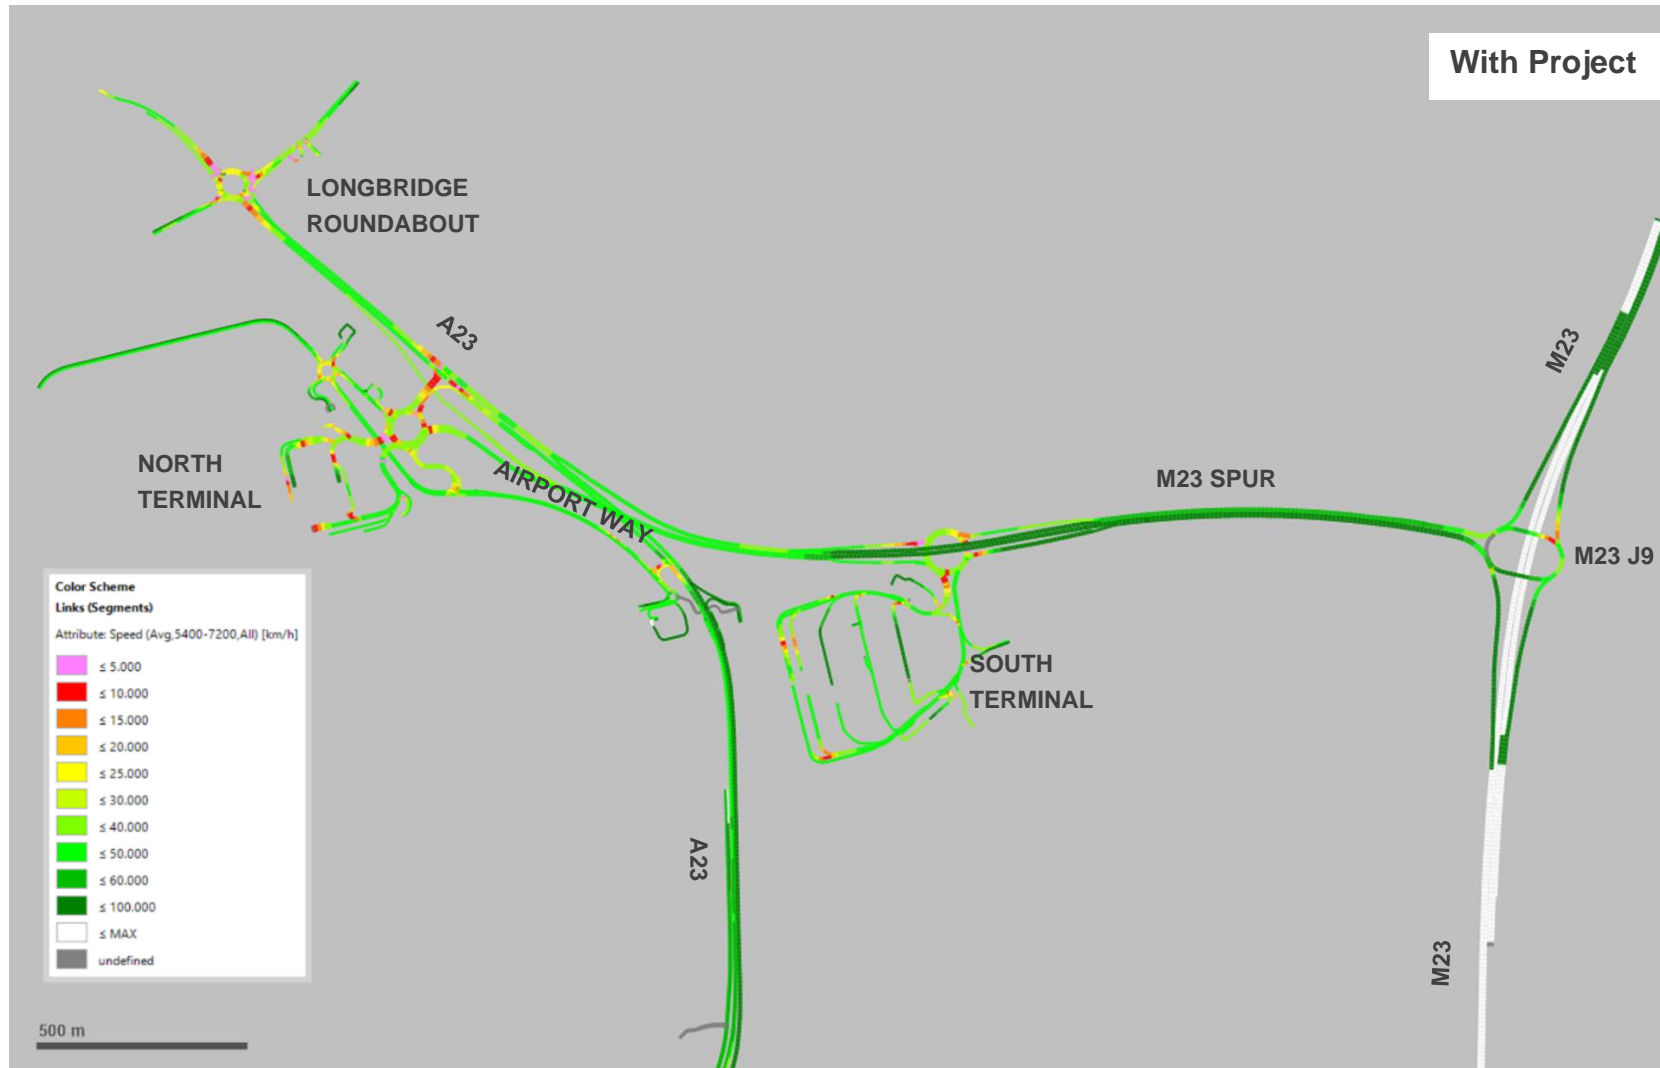 With Project
LONGBRIDGE
ROUNDABOUT
A23
M23
NORTH
TERMINAL
AIRPORT WAY
M23 SPUR
M23 J9
SOUTH
TERMINAL
A23
M23
Color Scheme
Links (Segments)
Attribute: Speed (Avg,5400-7200,All) [km/h]
≤ 5.000
≤ 10.000
≤ 15.000
≤ 20.000
≤ 25.000
≤ 30.000
≤ 40.000
≤ 50.000
≤ 60.000
≤ 100.000
≤ MAX
undefined
500 m